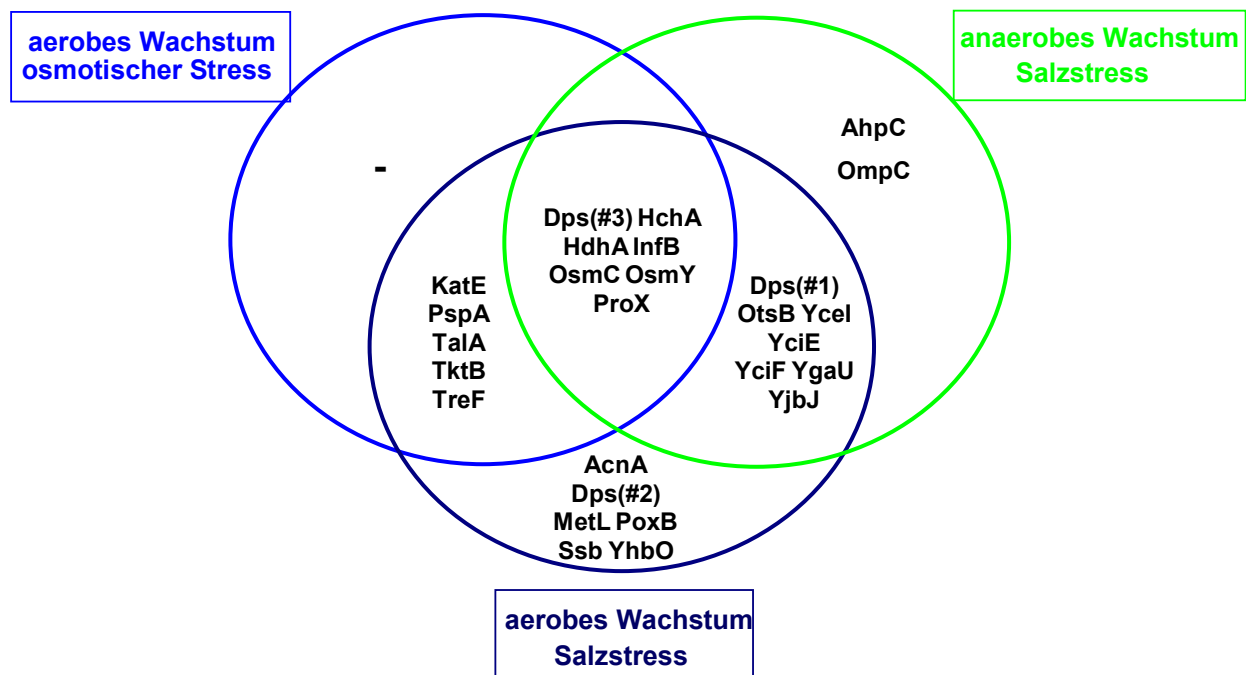 aerobes Wachstum
osmotischer Stress
anaerobes Wachstum
Salzstress
AhpC
OmpC
-
Dps(#3) HchA
HdhA InfB
OsmC OsmY
ProX
KatE
PspA
TalA
TktB
TreF
Dps(#1)
OtsB YceI
YciE
YciF YgaU
YjbJ
AcnA
Dps(#2)
MetL PoxB
Ssb YhbO
aerobes Wachstum
Salzstress